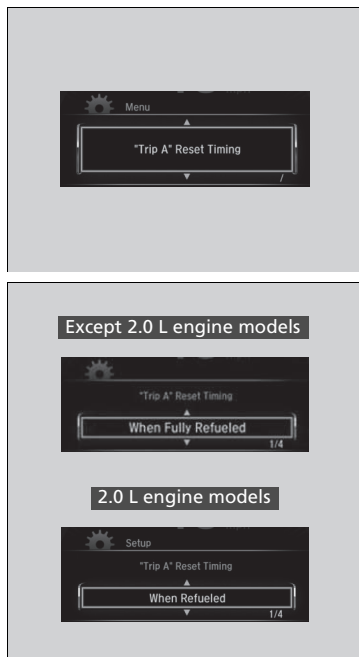 Menu
"Trip A" Reset Timing
/
Except 2.0 L engine models
"Trip A" Reset Timing
When Fully Refueled
1/4
2.0 L engine models
Setup
"Trip A" Reset Timing
When Refueled
1/4